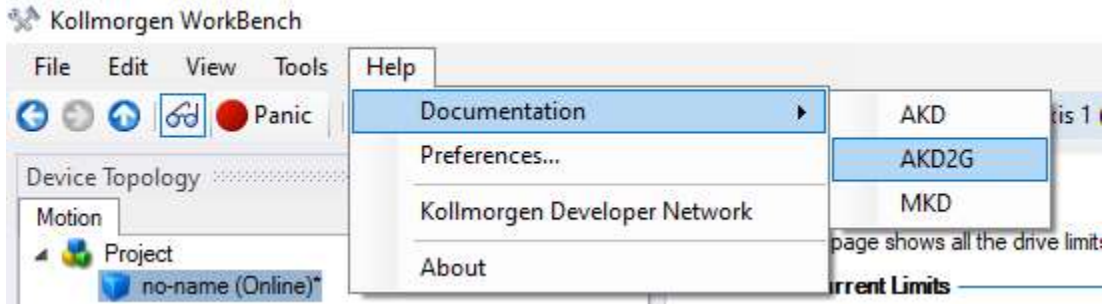 Kollmorgen WorkBench
File Edit View Tools Help
Panic
Documentation
AKD
AKD2G
MKD
Preferences...
Kollmorgen Developer Network
About
Device Topology
Motion
Project
no-name (Online)*
page shows all the drive limits
rrent Limits